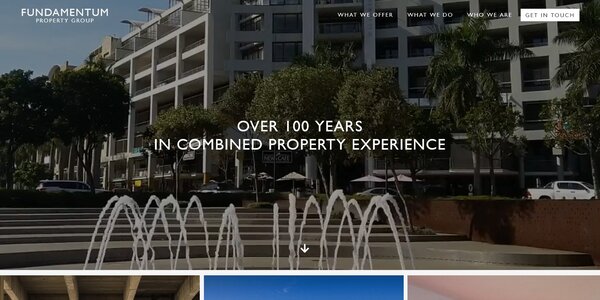 FUNDAMENTUM
PROPERTY GROUP
WHAT WE OFFER
WHAT WE DO
WHO WE ARE
GET IN TOUCH
OVER 100 YEARS
IN COMBINED PROPERTY EXPERIENCE